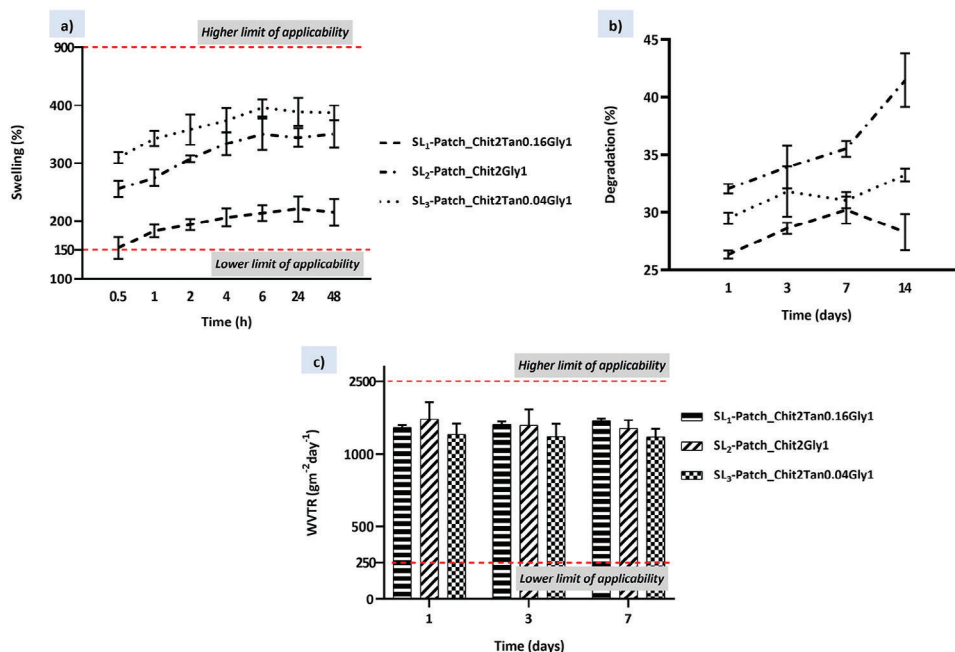 a)
Higher limit of applicability
900
400
300
200
150
100
Swelling (%)
Lower limit of applicability
0.5 1 2 4 6 24 48
Time (h)
SL₁-Patch_Chit2Tan0.16Gly1
SL₂-Patch_Chit2Gly1
SL₃-Patch_Chit2Tan0.04Gly1
b)
45
40
35
30
25
Degradation (%)
1 3 7 14
Time (days)
c)
Higher limit of applicability
2500
1000
500
250
0
WVTR (gm⁻²day⁻¹)
Lower limit of applicability
1 3 7
Time (days)
SL₁-Patch_Chit2Tan0.16Gly1
SL₂-Patch_Chit2Gly1
SL₃-Patch_Chit2Tan0.04Gly1